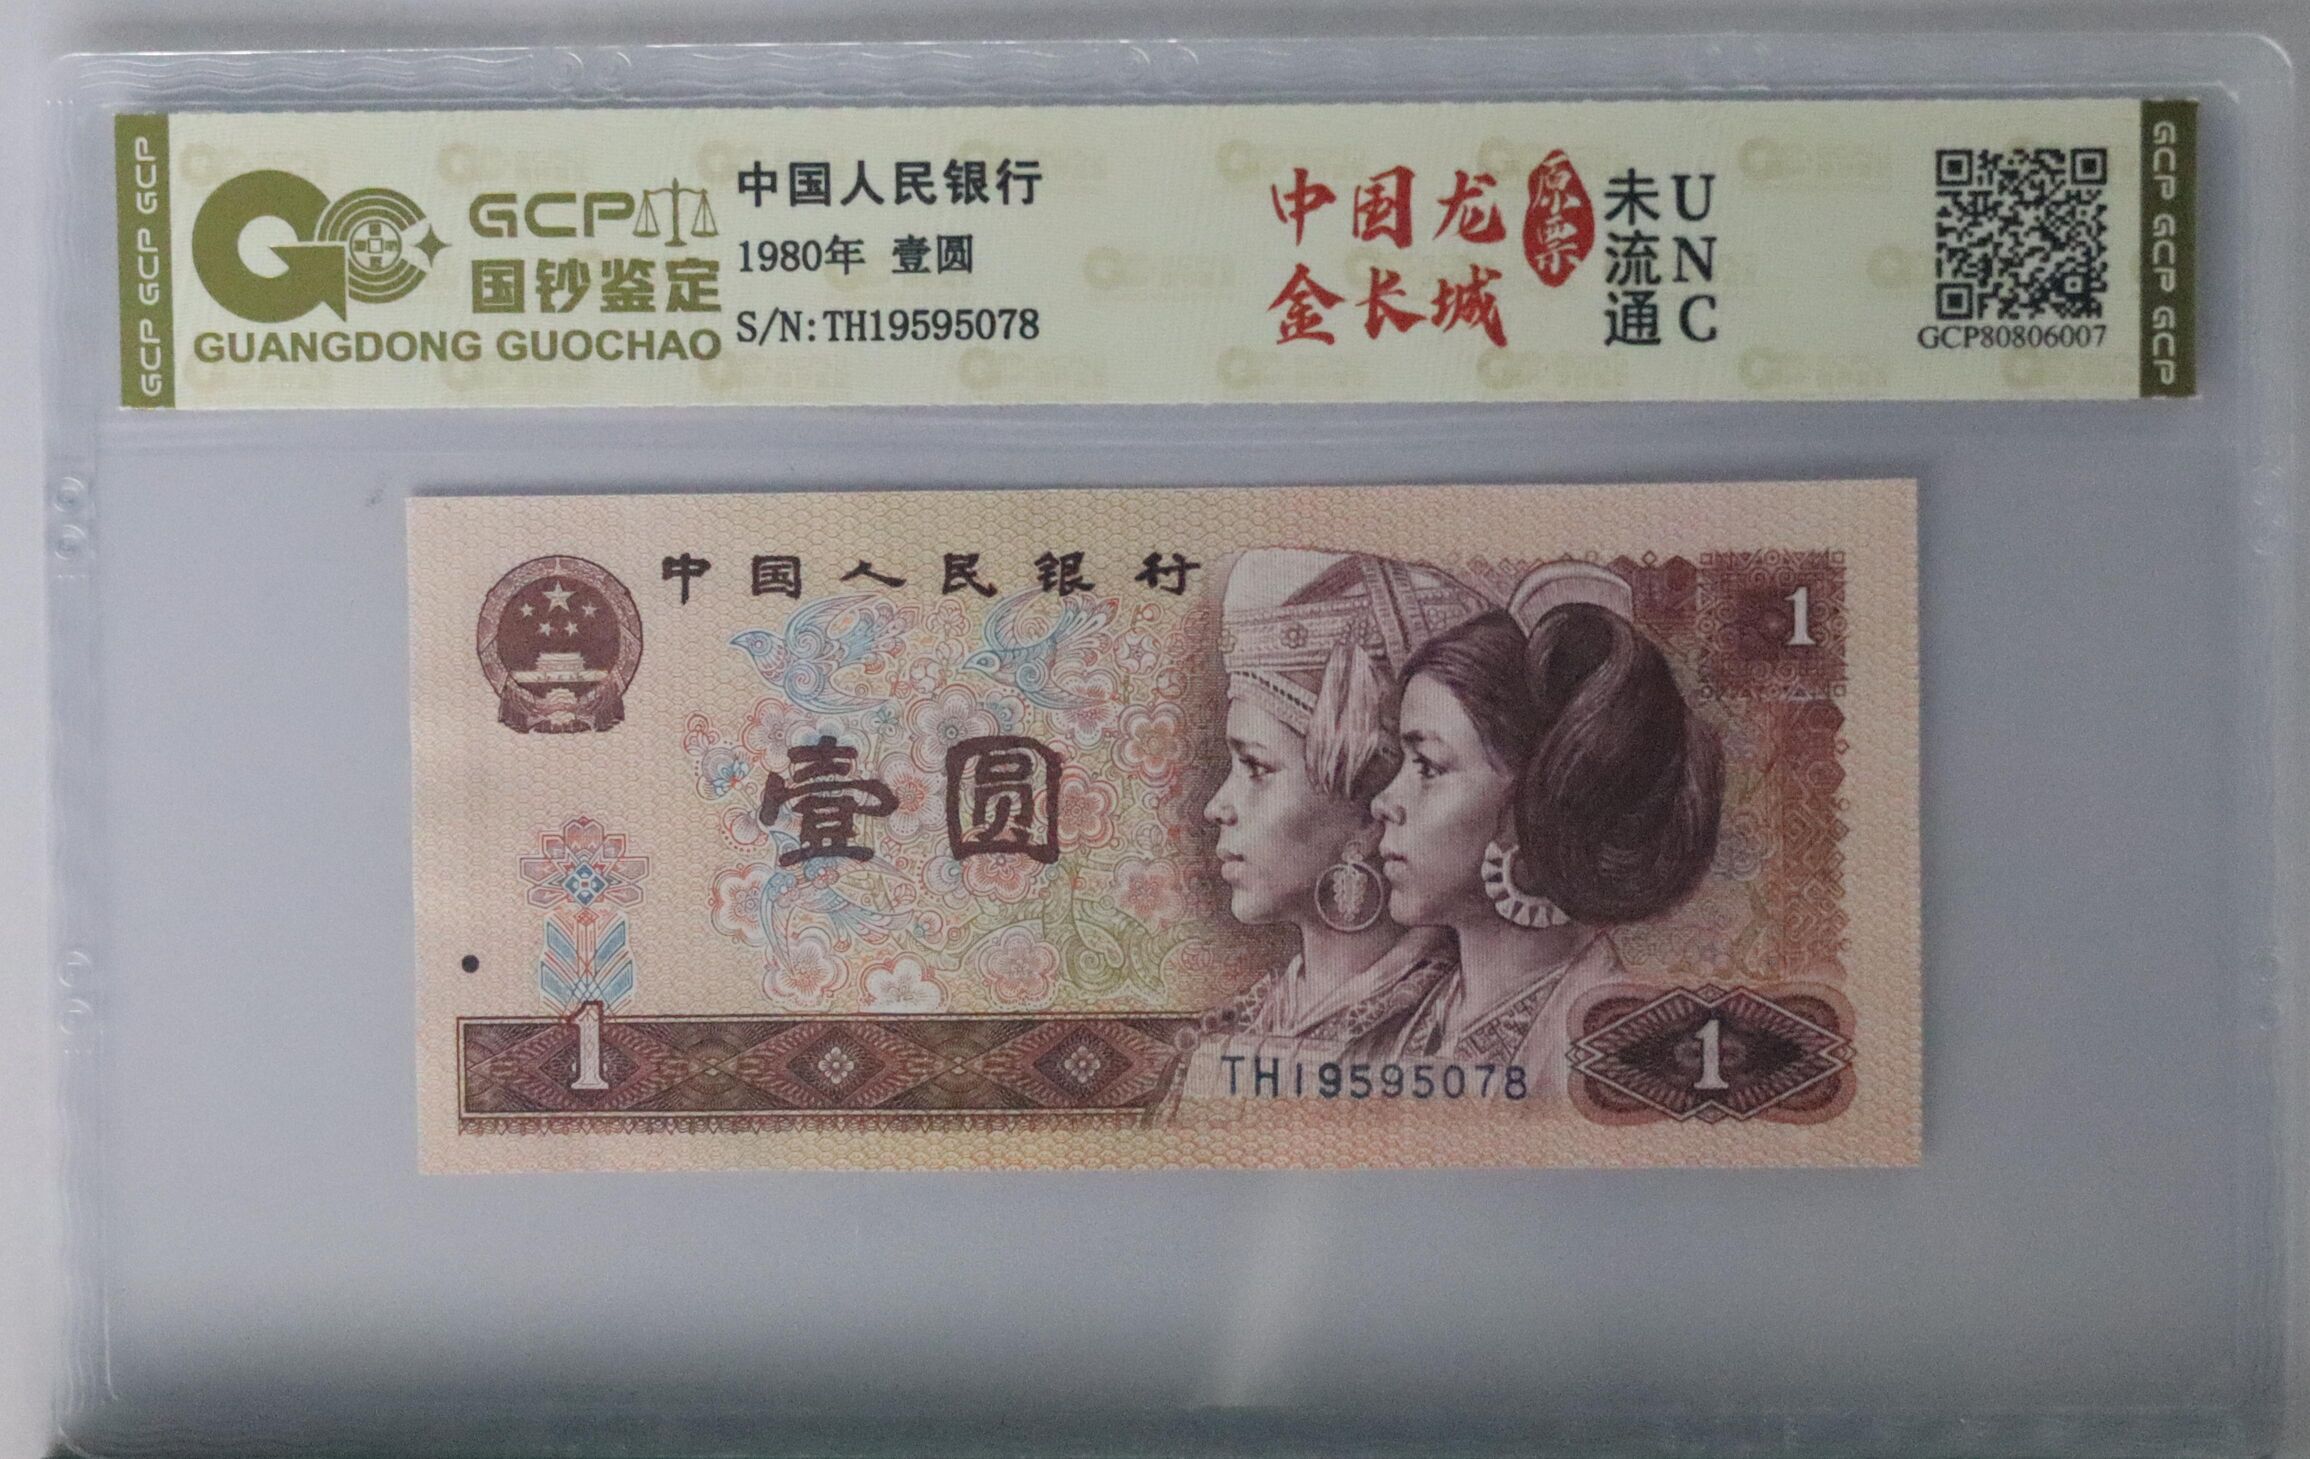 GCP GCP GCP
GCP
国钞鉴定
GUANGDONG GUOCHAO
中国人民银行
1980年 壹圆
S/N:TH19595078
中国龙
金长城
原票
未流通
UNC
GCP80806007
GCP GCP GCP
中国人民银行
1
壹圆
1
TH19595078
1